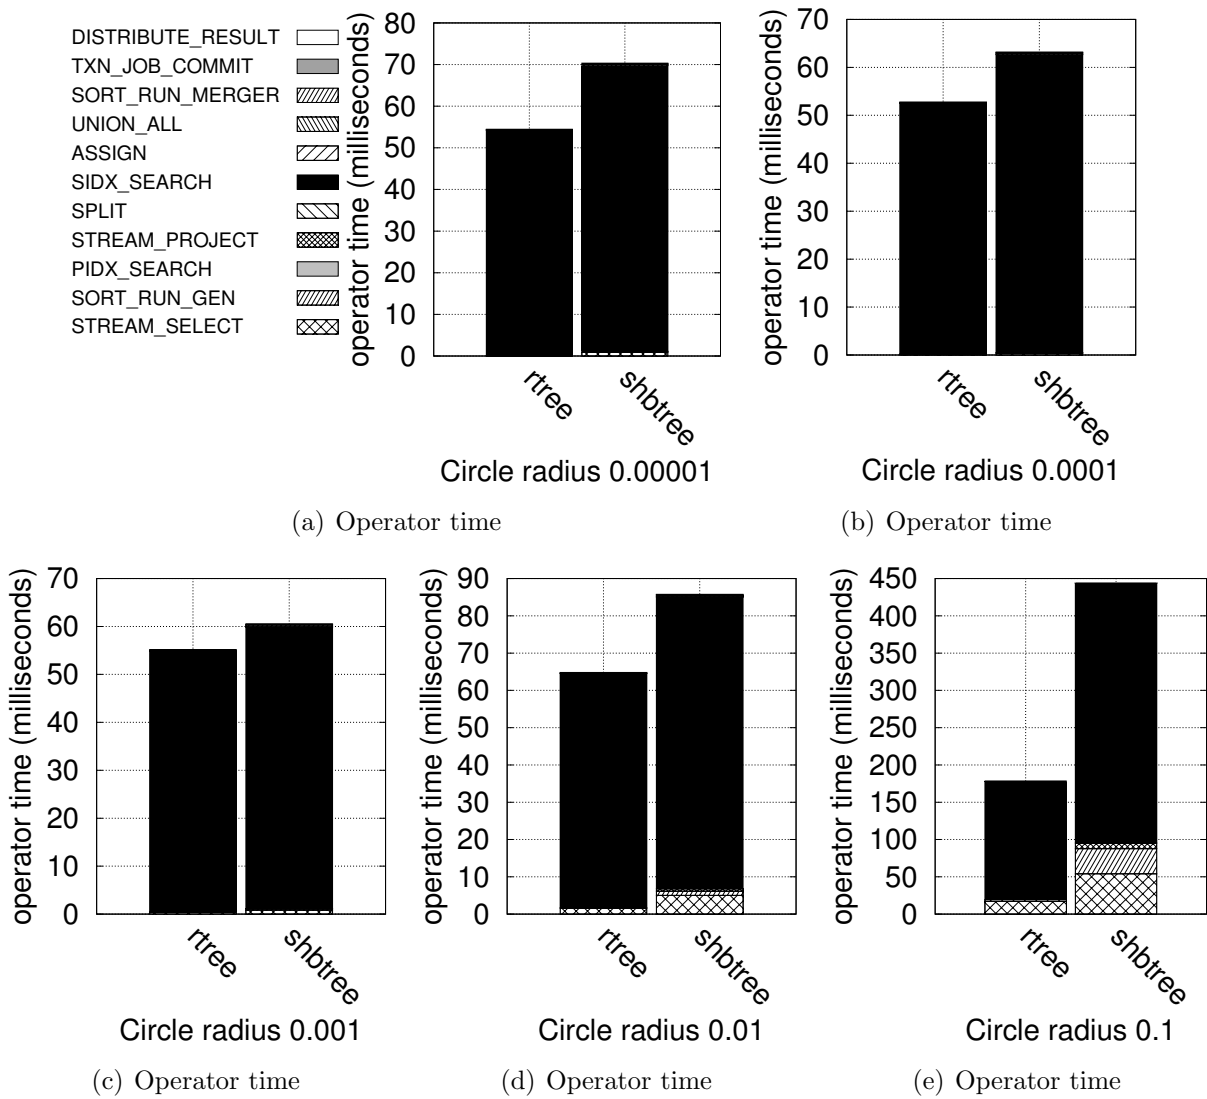 DISTRIBUTE_RESULT
TXN_JOB_COMMIT
SORT_RUN_MERGER
UNION_ALL
ASSIGN
SIDX_SEARCH
SPLIT
STREAM_PROJECT
PIDX_SEARCH
SORT_RUN_GEN
STREAM_SELECT
operator time (milliseconds)
80
70
60
50
40
30
20
10
0
rtree
shbtree
Circle radius 0.00001
(a) Operator time
operator time (milliseconds)
70
60
50
40
30
20
10
0
rtree
shbtree
Circle radius 0.0001
(b) Operator time
operator time (milliseconds)
70
60
50
40
30
20
10
0
rtree
shbtree
Circle radius 0.001
(c) Operator time
operator time (milliseconds)
90
80
70
60
50
40
30
20
10
0
rtree
shbtree
Circle radius 0.01
(d) Operator time
operator time (milliseconds)
450
400
350
300
250
200
150
100
50
0
rtree
shbtree
Circle radius 0.1
(e) Operator time